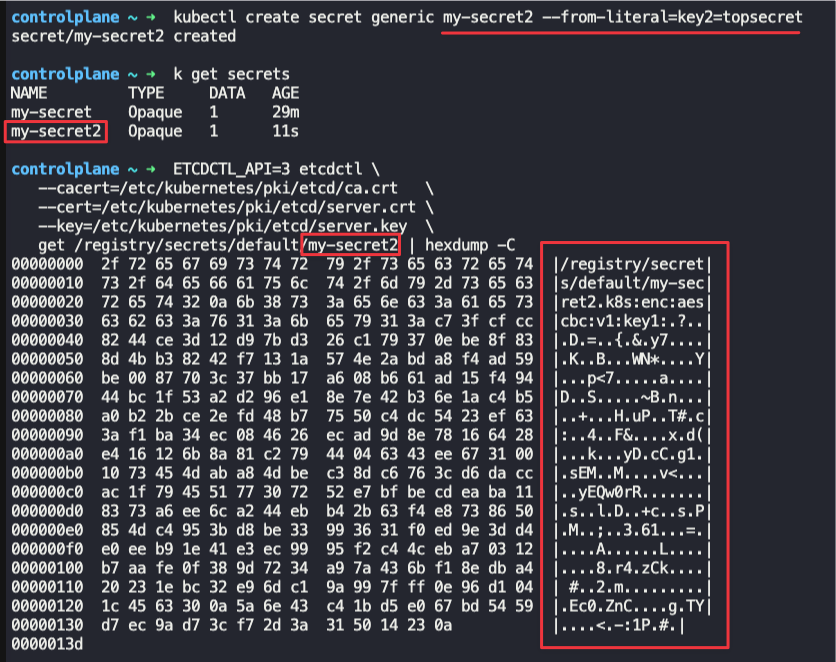 controlplane ~ ➜  kubectl create secret generic my-secret2 --from-literal=key2=topsecret
secret/my-secret2 created
controlplane ~ ➜  k get secrets
NAME         TYPE     DATA   AGE
my-secret    Opaque   1      29m
my-secret2   Opaque   1      11s
controlplane ~ ➜  ETCDCTL_API=3 etcdctl \
   --cacert=/etc/kubernetes/pki/etcd/ca.crt   \
   --cert=/etc/kubernetes/pki/etcd/server.crt \
   --key=/etc/kubernetes/pki/etcd/server.key  \
   get /registry/secrets/default/my-secret2 | hexdump -C
00000000  2f 72 65 67 69 73 74 72  79 2f 73 65 63 72 65 74  |/registry/secret|
00000010  73 2f 64 65 66 61 75 6c  74 2f 6d 79 2d 73 65 63  |s/default/my-sec|
00000020  72 65 74 32 0a 6b 38 73  3a 65 6e 63 3a 61 65 73  |ret2.k8s:enc:aes|
00000030  63 62 63 3a 76 31 3a 6b  65 79 31 3a c7 3f cf cc  |cbc:v1:key1:.?..|
00000040  82 44 ce 3d 12 d9 7b d3  26 c1 79 37 0e be 8f 83  |.D.=..{.&.y7....|
00000050  8d 4b b3 82 42 f7 13 1a  57 4e 2a bd a8 f4 ad 59  |.K..B...WN*....Y|
00000060  be 00 87 70 3c 37 bb 17  a6 08 b6 61 ad 15 f4 94  |...p<7.....a....|
00000070  44 bc 1f 53 a2 d2 96 e1  8e 7e 42 b3 6e 1a c4 b5  |D..S.....~B.n...|
00000080  a0 b2 2b ce 2e fd 48 b7  75 50 c4 dc 54 23 ef 63  |..+...H.uP..T#.c|
00000090  3a f1 ba 34 ec 08 46 26  ec ad 9d 8e 78 16 64 28  |:..4..F&....x.d(|
000000a0  e4 16 12 6b 8a 81 c2 79  44 04 63 43 ee 67 31 00  |...k...yD.cC.g1.|
000000b0  10 73 45 4d ab a8 4d be  c3 8d c6 76 3c d6 da cc  |.sEM..M....v<...|
000000c0  ac 1f 79 45 51 77 30 72  52 e7 bf be cd ea ba 11  |..yEQw0rR.......|
000000d0  83 73 a6 ee 6c a2 44 eb  b4 2b 63 f4 e8 73 86 50  |.s..l.D..+c..s.P|
000000e0  85 4d c4 95 3b d8 be 33  99 36 31 f0 ed 9e 3d d4  |.M..;..3.61...=.|
000000f0  e0 ee b9 1e 41 e3 ec 99  95 f2 c4 4c eb a7 03 12  |....A......L....|
00000100  b7 aa fe 0f 38 9d 72 34  a9 7a 43 6b f1 8e db a4  |....8.r4.zCk....|
00000110  20 23 1e bc 32 e9 6d c1  9a 99 7f ff 0e 96 d1 04  | #..2.m.........|
00000120  1c 45 63 30 0a 5a 6e 43  c4 1b d5 e0 67 bd 54 59  |.Ec0.ZnC....g.TY|
00000130  d7 ec 9a d7 3c f7 2d 3a  31 50 14 23 0a           |....<.-:1P.#.|
0000013d